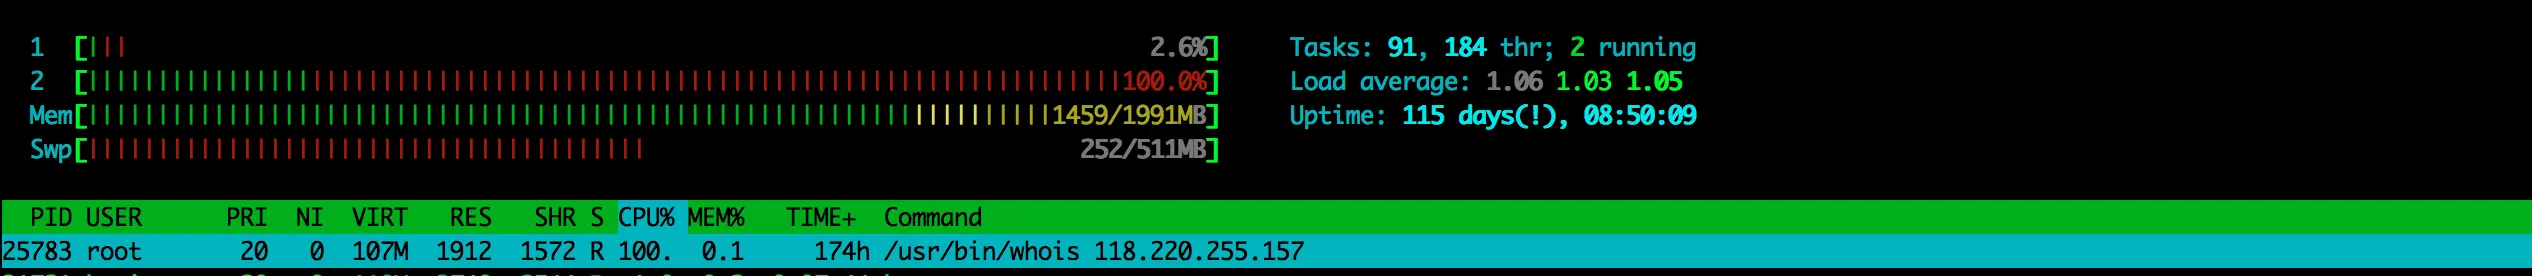 1 [||| 2.6%] Tasks: 91, 184 thr; 2 running
2 [||||||||||||||||||||||||||||||||||||||||||||||||||||||||||||||||||||||||||100.0%] Load average: 1.06 1.03 1.05
Mem[||||||||||||||||||||||||||||||||||||||||||||||||||||||||||||||||||||1459/1991MB] Uptime: 115 days(!), 08:50:09
Swp[|||||||||||||||||||||||||||||||||||||||| 252/511MB]
PID USER PRI NI VIRT RES SHR S CPU% MEM% TIME+ Command
25783 root 20 0 107M 1912 1572 R 100. 0.1 174h /usr/bin/whois 118.220.255.157